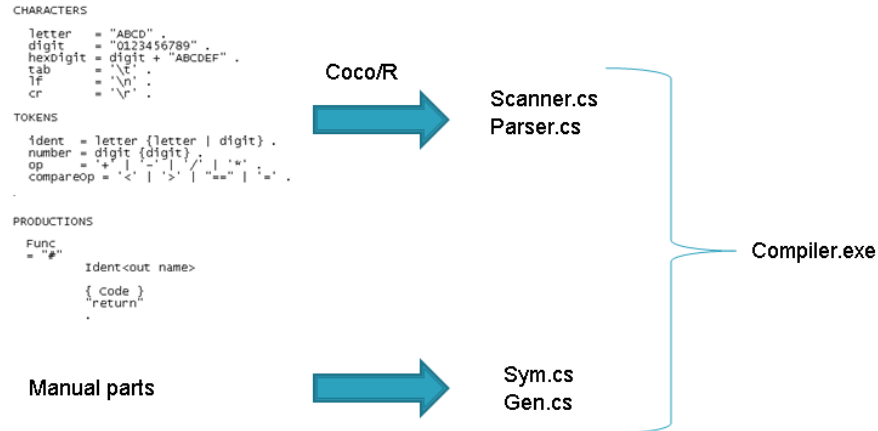 CHARACTERS
letter = "ABCD" .
digit = "0123456789" .
hexDigit = digit + "ABCDEF" .
tab = '\t' .
lf = '\n' .
cr = '\r' .
TOKENS
ident = letter {letter | digit} .
number = digit {digit} .
op = '+' | '-' | '/' | '*' .
compareOp = '<' | '>' | "==" | '=' .
.
PRODUCTIONS
Func
= "#"
Ident<out name>
{ Code }
"return"
.
Manual parts
Coco/R
Scanner.cs
Parser.cs
Sym.cs
Gen.cs
Compiler.exe